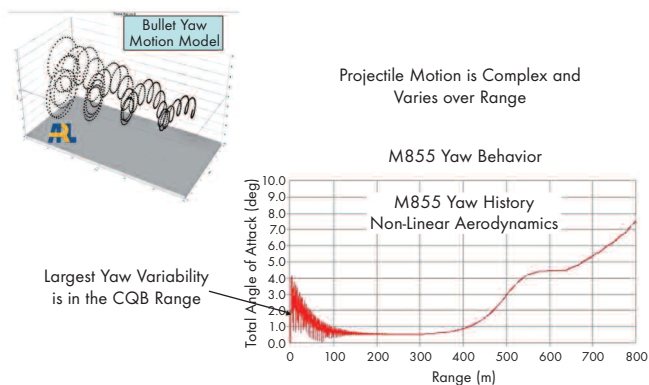 Bullet Yaw
Motion Model
ARL
Projectile Motion is Complex and
Varies over Range
M855 Yaw Behavior
M855 Yaw History
Non-Linear Aerodynamics
Total Angle of Attack (deg)
10.0
9.0
8.0
7.0
6.0
5.0
4.0
3.0
2.0
1.0
0.0
Largest Yaw Variability
is in the CQB Range
0 100 200 300 400 500 600 700 800
Range (m)